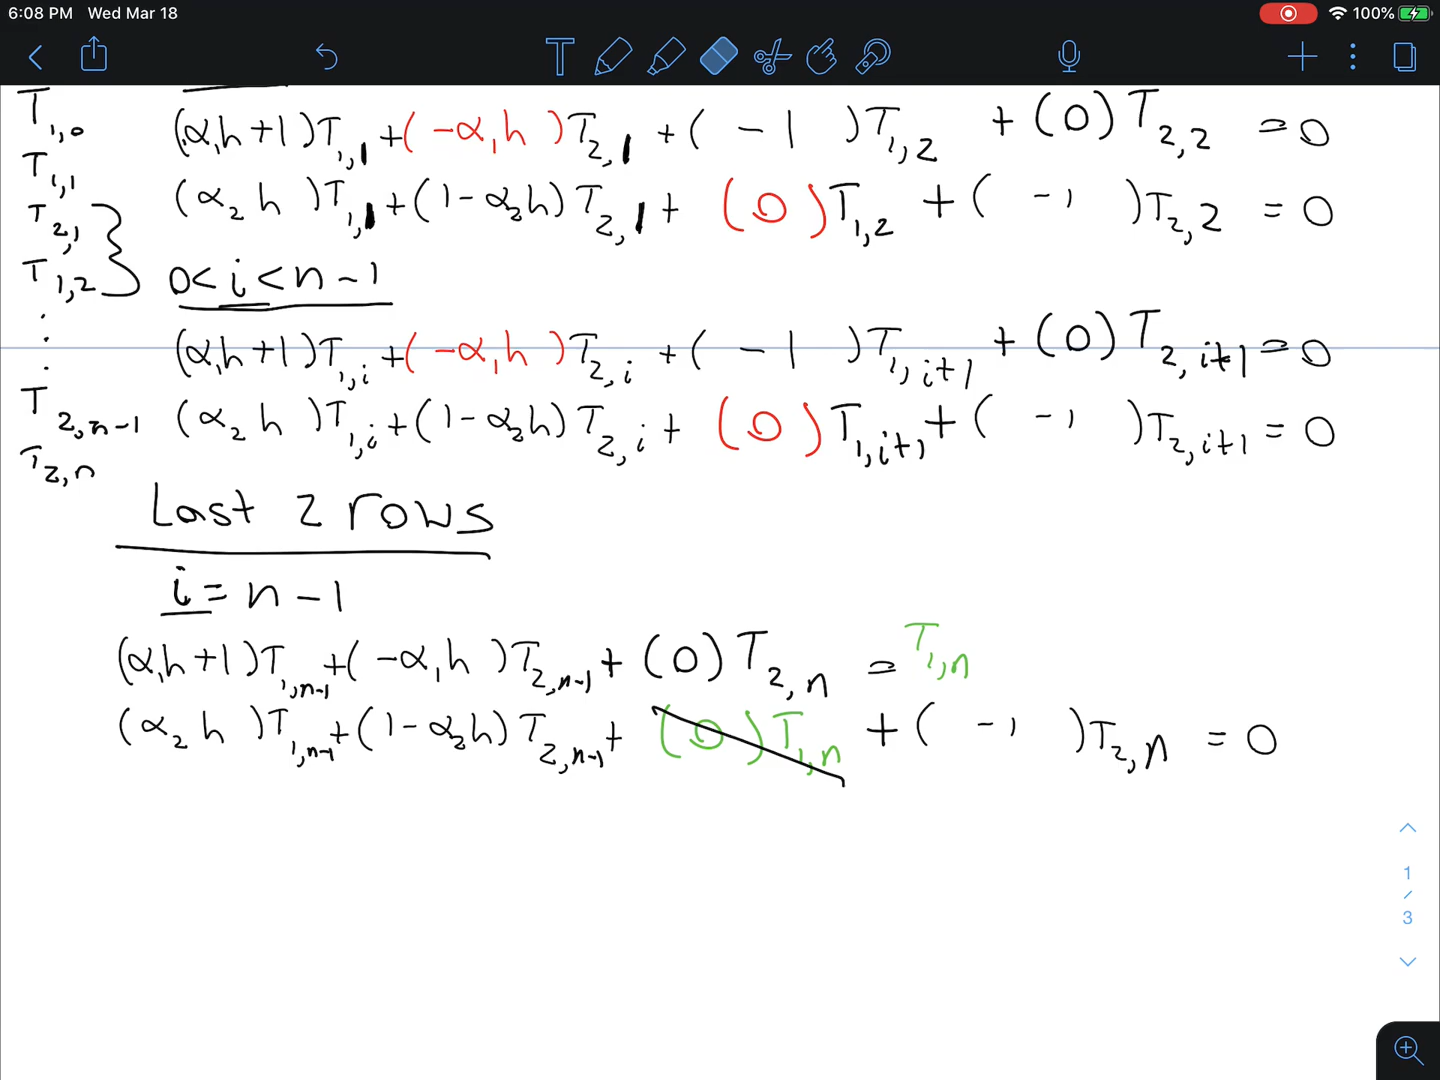 6:08 PM Wed Mar 18 100%
T
T₁,₀
(α₁h+1)T₁,₁ + (-α₁h )T₂,₁ + ( -1 )T₁,₂ + (0)T₂,₂ = 0
T₁,₁
(α₂h )T₁,₁ + (1-α₂h)T₂,₁ + (0)T₁,₂ + ( -1 )T₂,₂ = 0
T₂,₁
T₁,₂
0 < i < n-1
⋮
(α₁h+1)T₁,ᵢ + (-α₁h )T₂,ᵢ + ( -1 )T₁,ᵢ₊₁ + (0)T₂,ᵢ₊₁ = 0
T₂,ₙ₋₁
(α₂h )T₁,ᵢ + (1-α₂h)T₂,ᵢ + (0)T₁,ᵢ₊₁ + ( -1 )T₂,ᵢ₊₁ = 0
T₂,ₙ
Last 2 rows
i = n-1
(α₁h+1)T₁,ₙ₋₁ + (-α₁h )T₂,ₙ₋₁ + (0)T₂,ₙ = T₁,ₙ
(α₂h )T₁,ₙ₋₁ + (1-α₂h)T₂,ₙ₋₁ + (0)T₁,ₙ + ( -1 )T₂,ₙ = 0
1
/
3